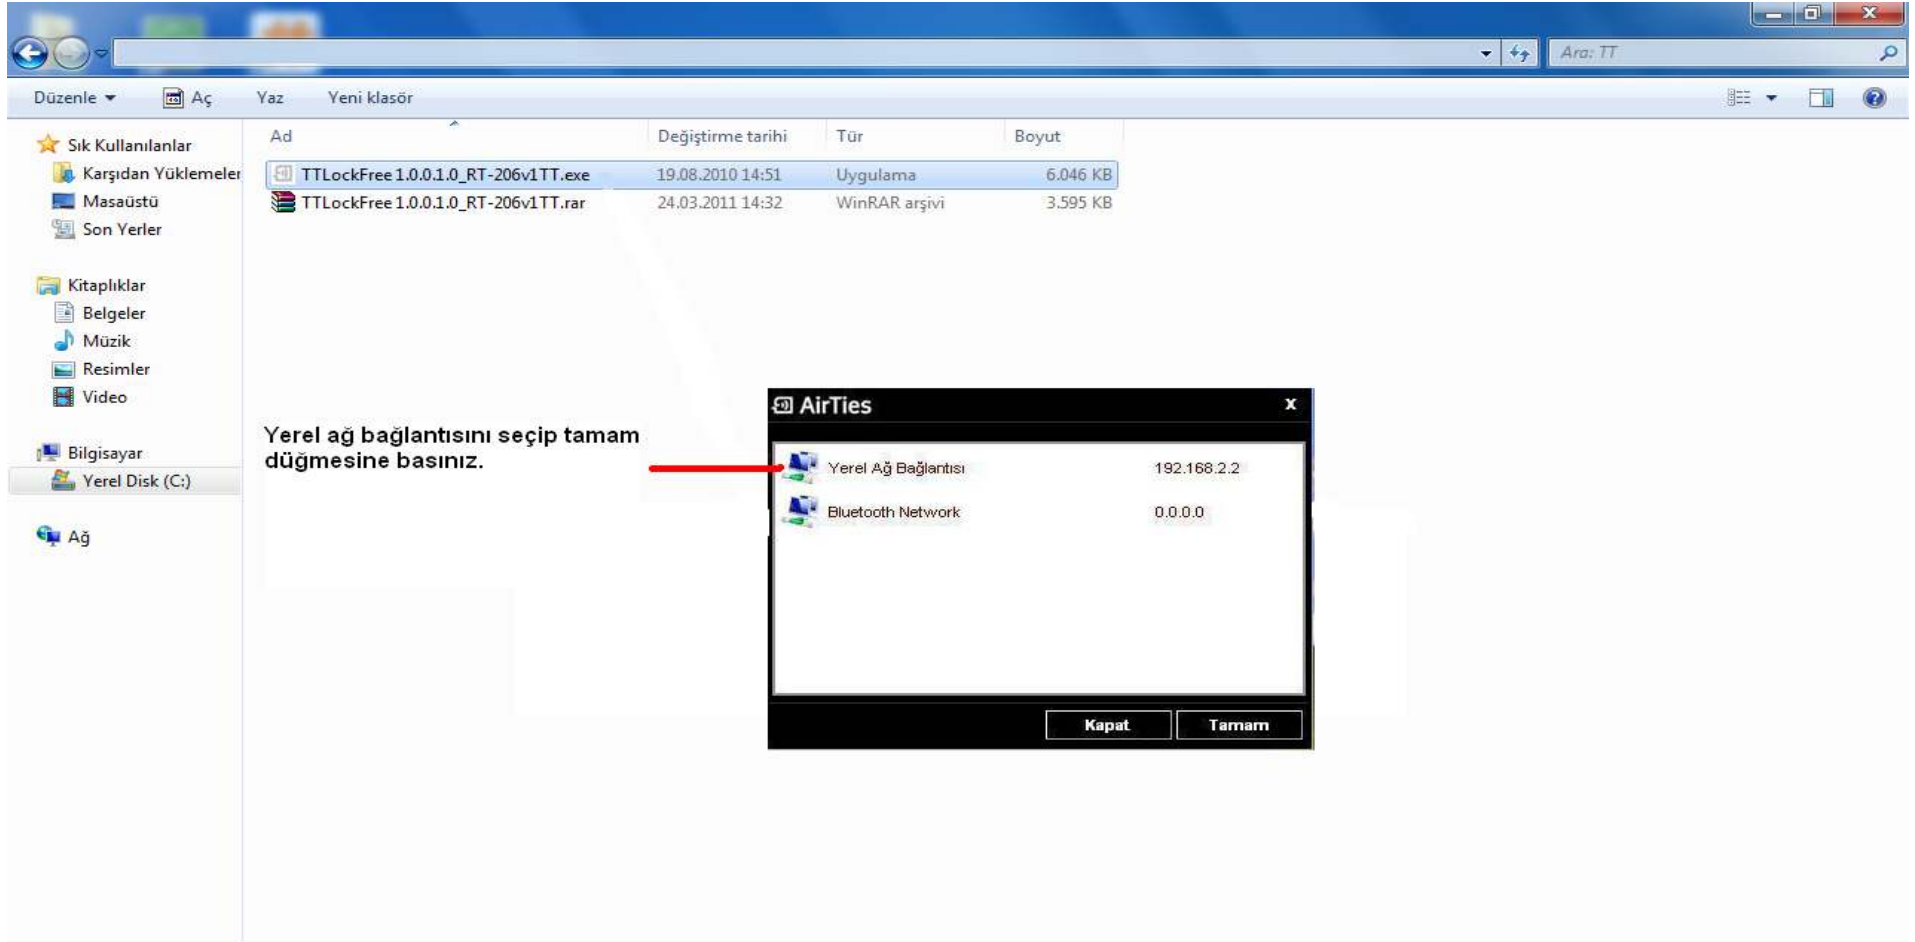 Ara: TT
Düzenle Aç Yaz Yeni klasör
Ad Değiştirme tarihi Tür Boyut
TTLockFree 1.0.0.1.0_RT-206v1TT.exe 19.08.2010 14:51 Uygulama 6.046 KB
TTLockFree 1.0.0.1.0_RT-206v1TT.rar 24.03.2011 14:32 WinRAR arşivi 3.595 KB
Sık Kullanılanlar
Karşıdan Yüklemeler
Masaüstü
Son Yerler
Kitaplıklar
Belgeler
Müzik
Resimler
Video
Bilgisayar
Yerel Disk (C:)
Ağ
Yerel ağ bağlantısını seçip tamam
düğmesine basınız.
AirTies x
Yerel Ağ Bağlantısı 192.168.2.2
Bluetooth Network 0.0.0.0
Kapat Tamam